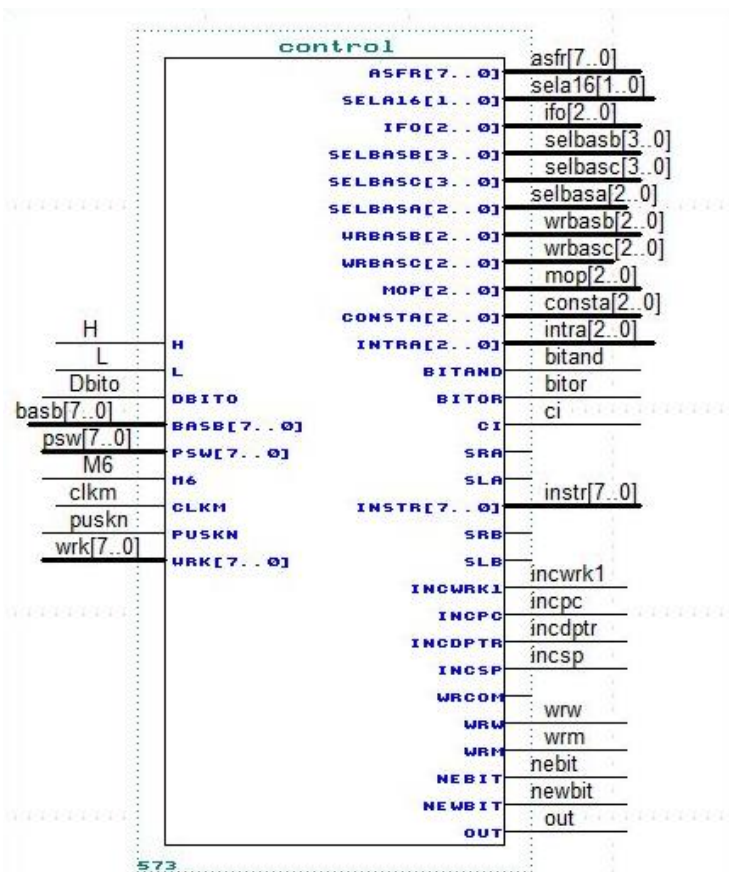 control
asfr[7..0]
ASFR[7..0]
sela16[1..0]
SELA16[1..0]
ifo[2..0]
IFO[2..0]
selbasb[3..0]
SELBASB[3..0]
selbasc[3..0]
SELBASC[3..0]
selbasa[2..0]
SELBASA[2..0]
wrbasb[2..0]
WRBASB[2..0]
wrbasc[2..0]
WRBASC[2..0]
mop[2..0]
MOP[2..0]
consta[2..0]
CONSTA[2..0]
intra[2..0]
H
H INTRA[2..0]
bitand
L
L BITAND
bitor
Dbito
DBITO BITOR
ci
basb[7..0]
BASB[7..0] CI
psw[7..0]
PSW[7..0] SRA
M6
M6 SLA
instr[7..0]
clkm
CLKM INSTR[7..0]
puskn
PUSKN SRB
wrk[7..0]
WRK[7..0] SLB
incwrk1
INCWRK1
incpc
INCPC
incdptr
INCDPTR
incsp
INCSP
WRCOM
wrw
WRW
wrm
WRM
nebit
NEBIT
newbit
NEWBIT
out
OUT
573